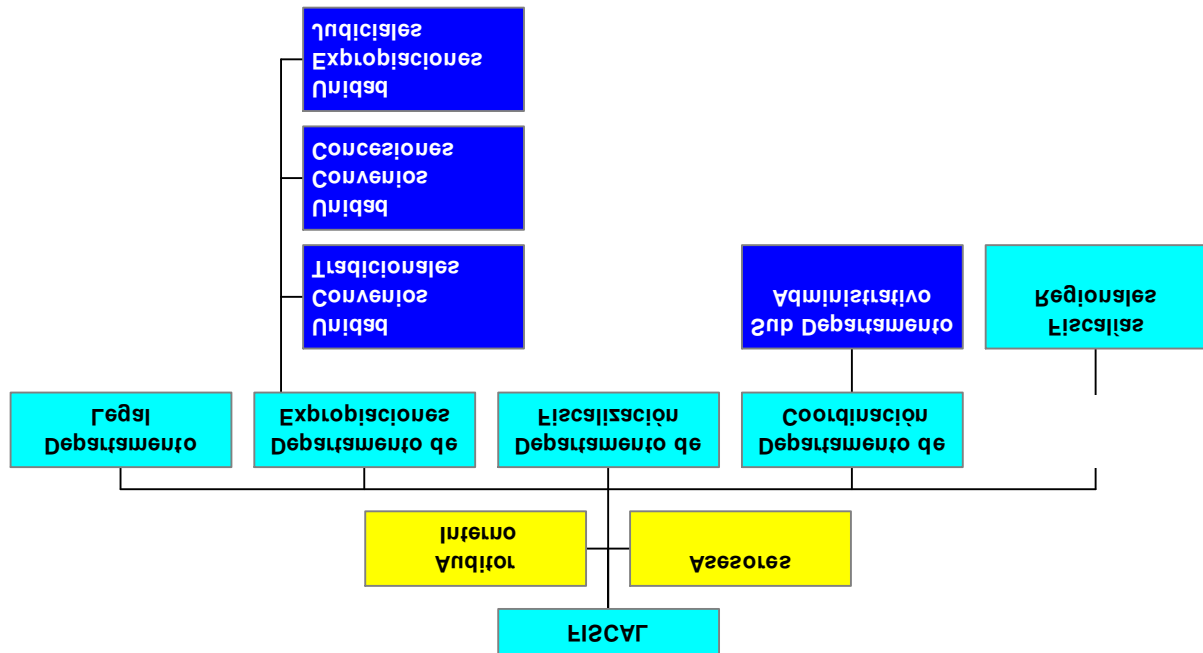 FISCAL
Auditor
Interno
Asesores
Departamento
Legal
Departamento de
Expropiaciones
Departamento de
Fiscalización
Departamento de
Coordinación
Unidad
Convenios
Tradicionales
Sub Departamento
Administrativo
Fiscalías
Regionales
Unidad
Convenios
Concesiones
Unidad
Expropiaciones
Judiciales